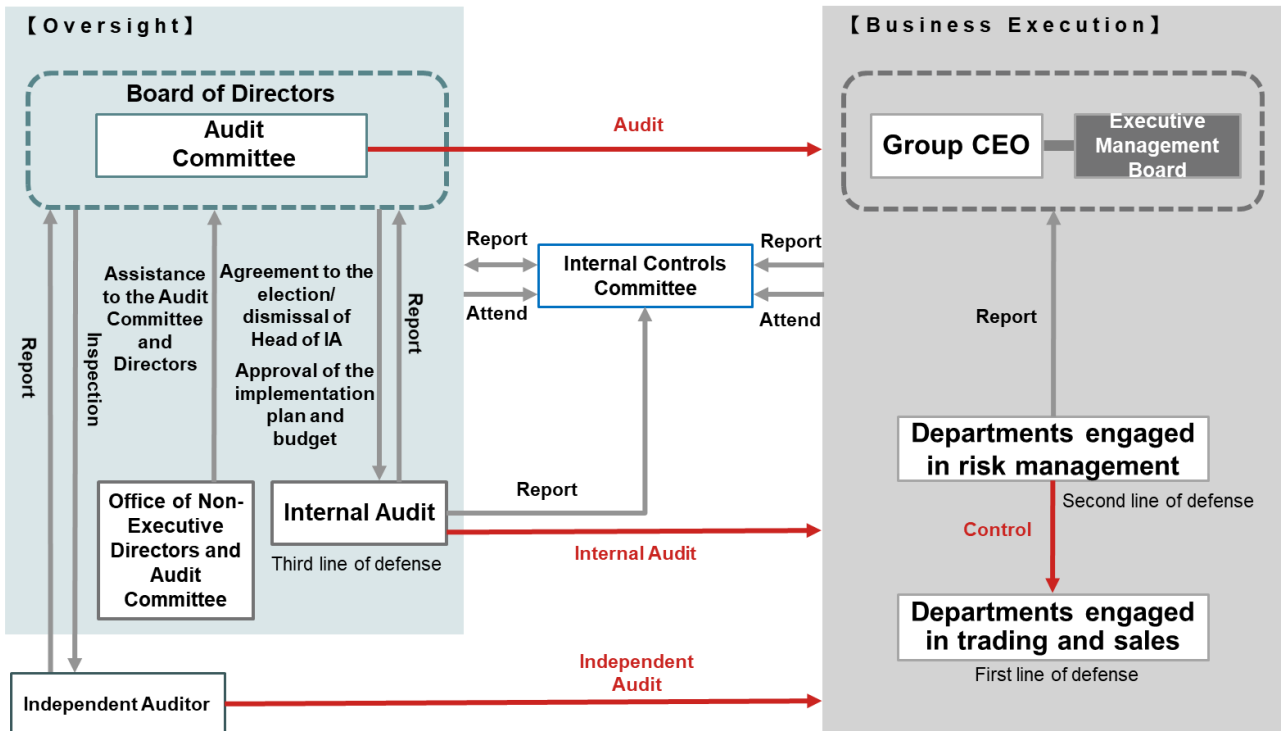 【Oversight】
Board of Directors
Audit
Committee
Report
Inspection
Assistance
to the Audit
Committee
and
Directors
Agreement to the
election/
dismissal of
Head of IA
Approval of the
implementation
plan and
budget
Report
Office of Non-
Executive
Directors and
Audit
Committee
Internal Audit
Third line of defense
Independent Auditor
Audit
Report
Attend
Internal Controls
Committee
Report
Attend
Report
Internal Audit
Independent
Audit
【Business Execution】
Group CEO
Executive
Management
Board
Report
Departments engaged
in risk management
Second line of defense
Control
Departments engaged
in trading and sales
First line of defense